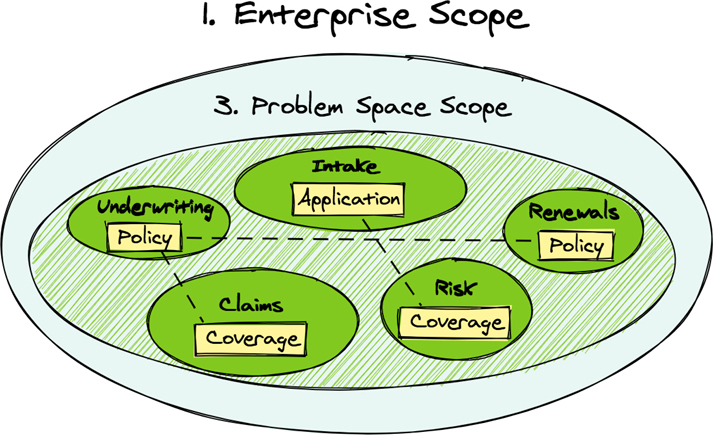 1. Enterprise Scope
3. Problem Space Scope
Intake
Application
Underwriting
Policy
Renewals
Policy
Claims
Coverage
Risk
Coverage